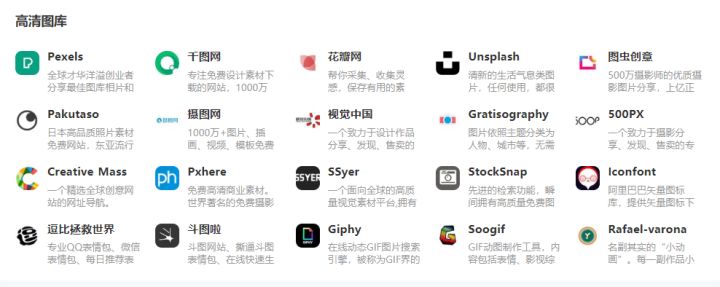 高清图库
Pexels
全球才华洋溢创业者
分享最佳图库相片和
千图网
专注免费设计素材下
载的网站，1000万
花瓣网
帮你采集、收集灵
感，保存有用的素
Unsplash
清新的生活气息类图
片，任何使用，都很
图虫创意
500万摄影师的优质摄
影图片分享，上亿正
Pakutaso
日本高品质照片素材
免费网站，东亚流行
摄图网
1000万+图片、插
画、视频、模板免费
视觉中国
一个致力于设计作品
分享、发现、售卖的
Gratisography
图片依照主题分类为
人物、城市等，无需
500PX
一个致力于摄影分
享、发现、售卖的专
Creative Mass
一个精选全球创意网
站的网址导航。
Pxhere
免费高清商业素材。
世界著名的免费摄影
SSyer
一个面向全球的高质
量视觉素材平台,拥有
StockSnap
先进的检索功能，瞬
间拥有高质量免费图
Iconfont
阿里巴巴矢量图标
库，提供矢量图标下
逗比拯救世界
专业QQ表情包、微信
表情包、每日推荐表
斗图啦
斗图网站、撕逼斗图
表情包、在线快速生
Giphy
在线动态GIF图片搜索
引擎，被称为GIF界的
Soogif
GIF动图制作工具，内
容包括表情、影视综
Rafael-varona
名副其实的“小动
画”。每一副作品小